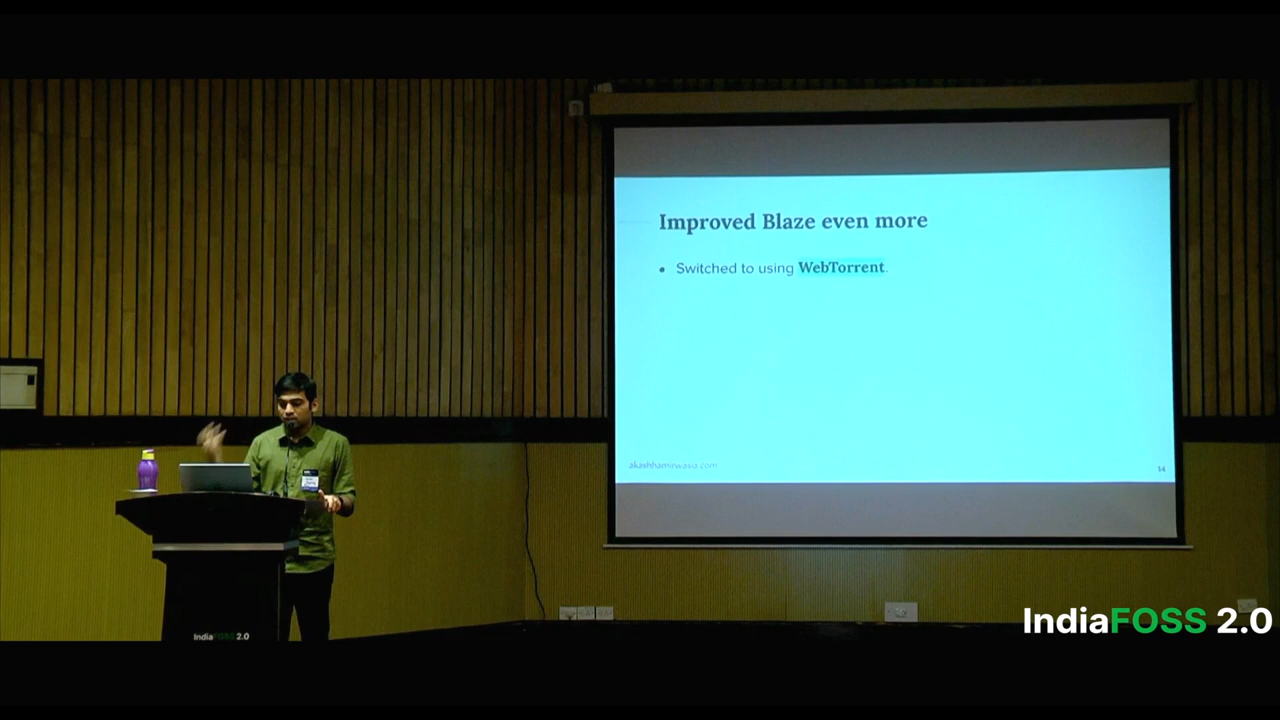 Improved Blaze even more
• Switched to using WebTorrent.
akashhamirwasia.com
14
IndiaFOSS 2.0
IndiaFOSS 2.0